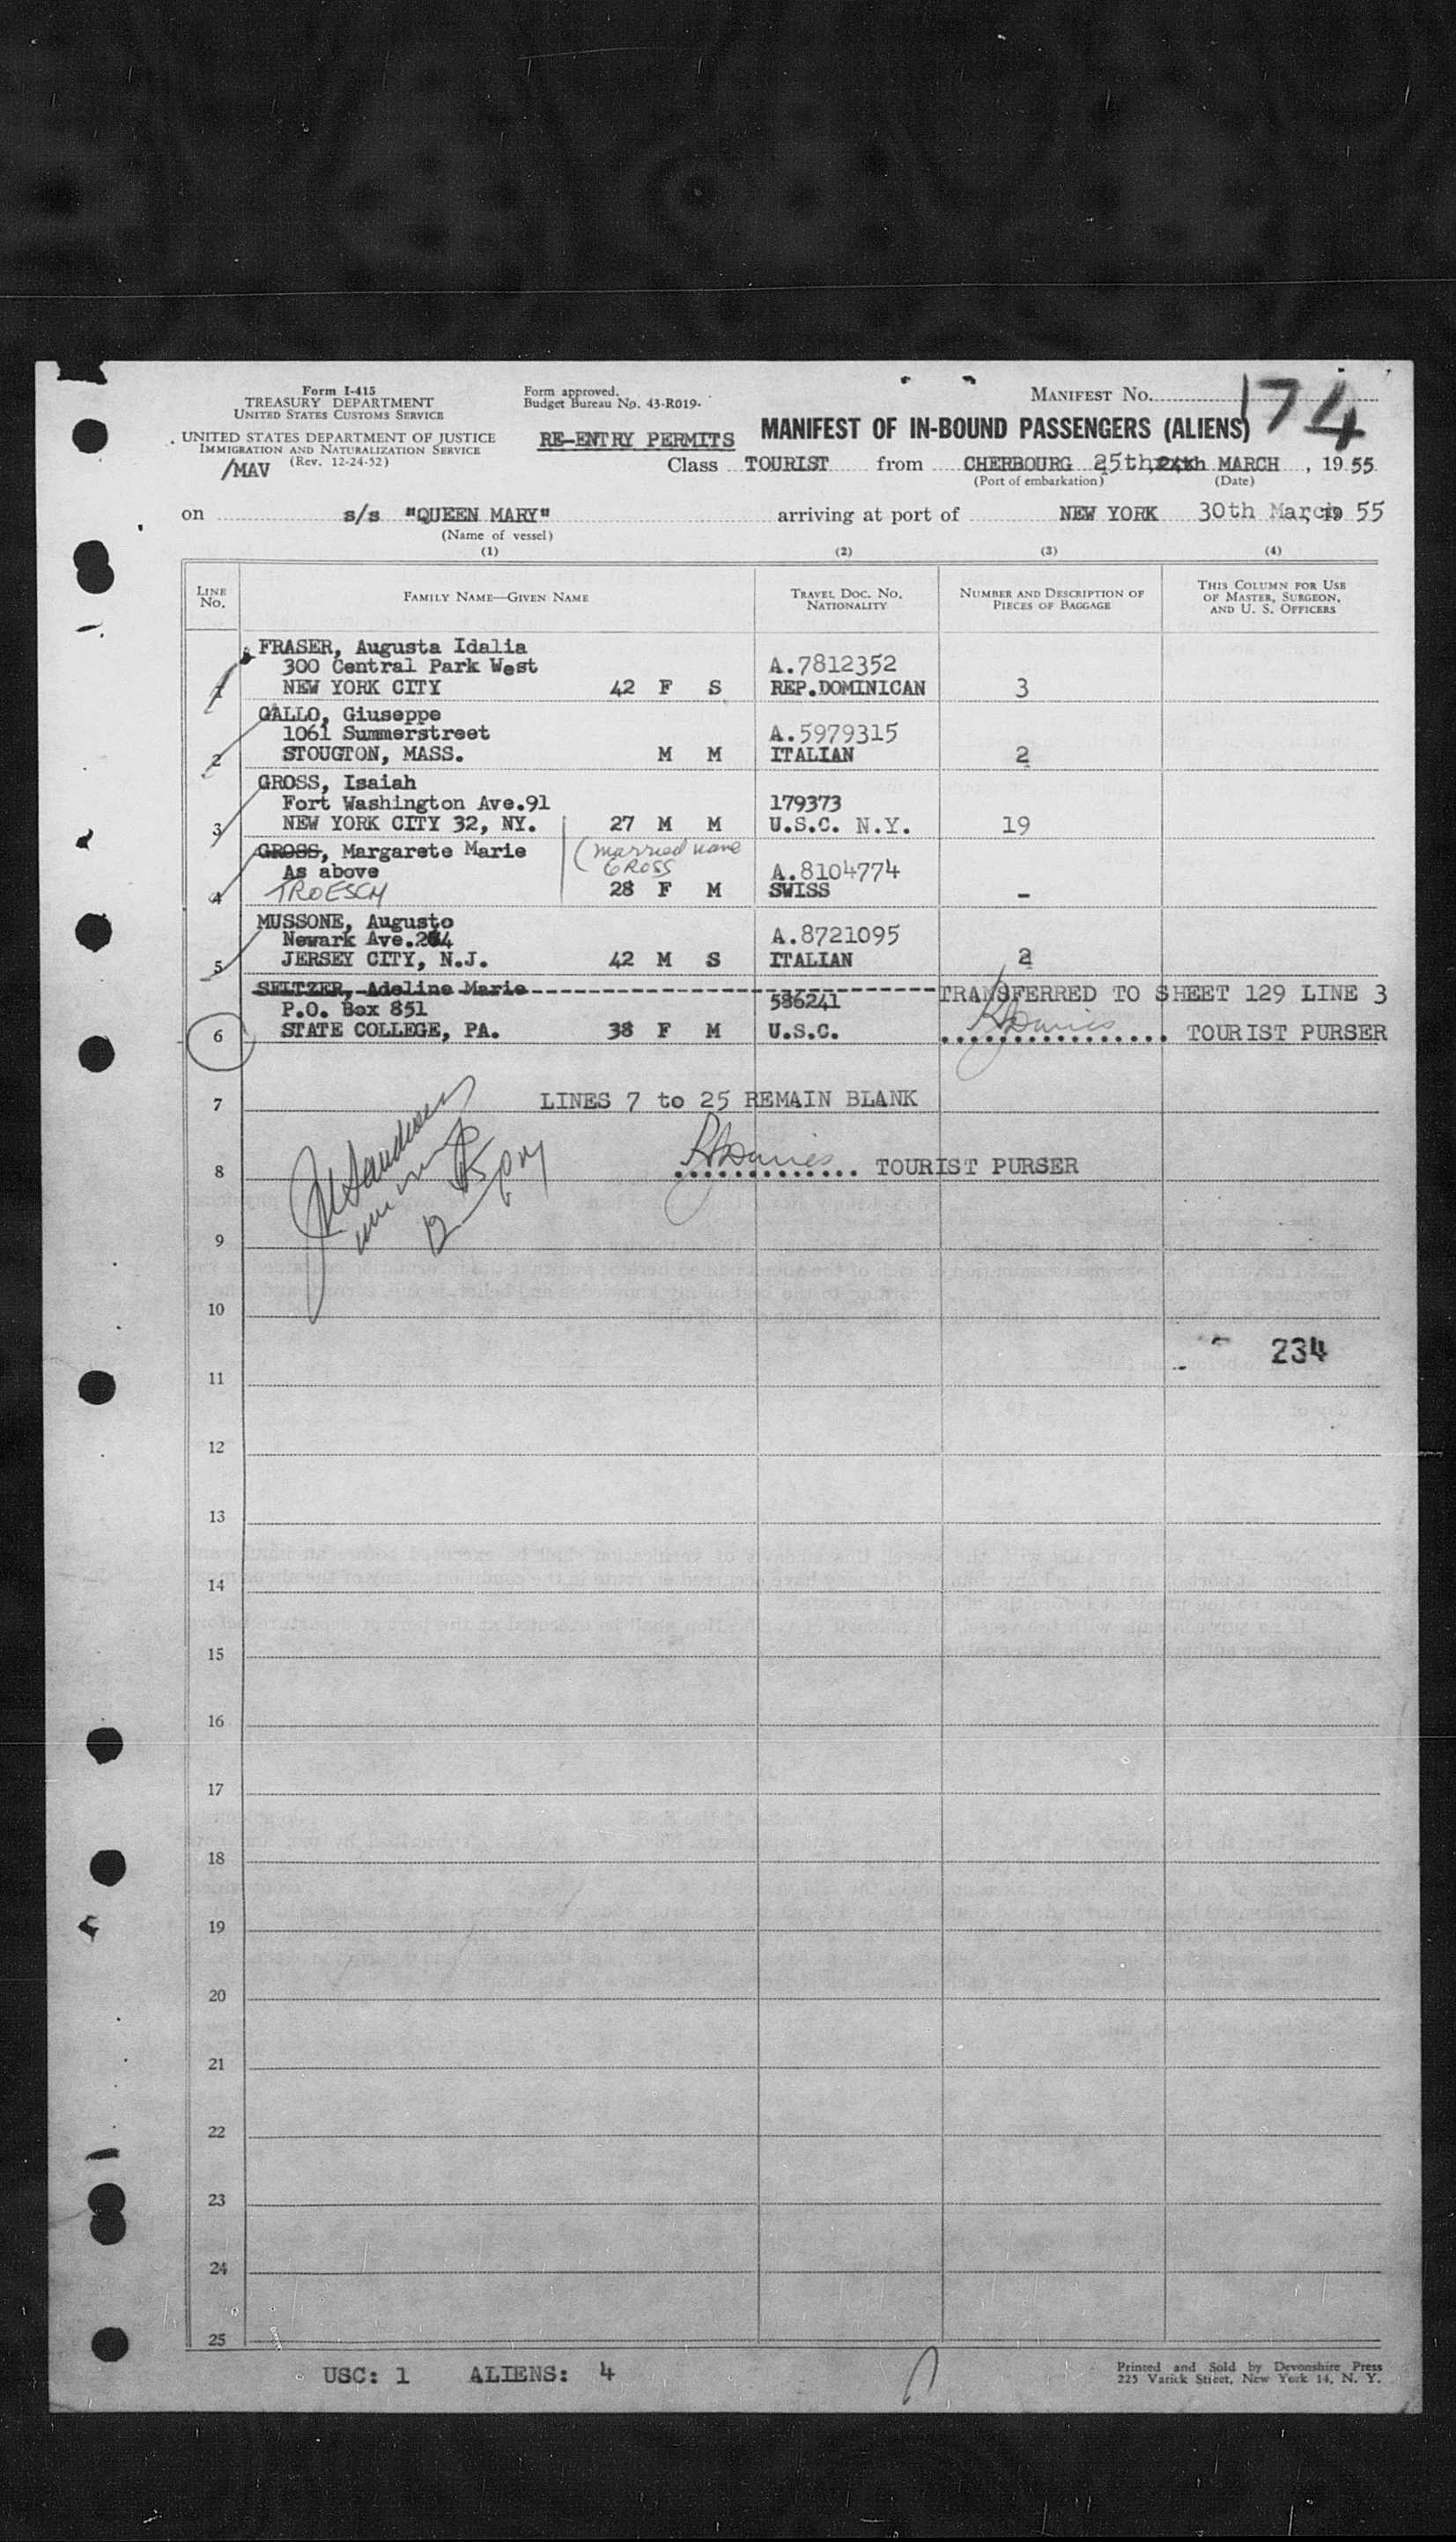 Form I-415
TREASURY DEPARTMENT
UNITED STATES CUSTOMS SERVICE
UNITED STATES DEPARTMENT OF JUSTICE
IMMIGRATION AND NATURALIZATION SERVICE
(Rev. 12-24-52)
/MAV
Form approved.
Budget Bureau No. 43-R019-
RE-ENTRY PERMITS
MANIFEST NO. 174
MANIFEST OF IN-BOUND PASSENGERS (ALIENS)
Class TOURIST from CHERBOURG 25th 24th MARCH, 1955
(Port of embarkation) (Date)
on s/s "QUEEN MARY" arriving at port of NEW YORK 30th March, 19 55
(Name of vessel)
(1) (2) (3) (4)
LINE NO. FAMILY NAME—GIVEN NAME TRAVEL DOC. NO. NATIONALITY NUMBER AND DESCRIPTION OF PIECES OF BAGGAGE THIS COLUMN FOR USE OF MASTER, SURGEON, AND U. S. OFFICERS
FRASER, Augusta Idalia
300 Central Park West A.7812352
1 NEW YORK CITY 42 F S REP.DOMINICAN 3
GALLO, Giuseppe
1061 Summerstreet A.5979315
2 STOUGTON, MASS. M M ITALIAN 2
GROSS, Isaiah
Fort Washington Ave.91 179373
3 NEW YORK CITY 32, NY. 27 M M U.S.C. N.Y. 19
GROSS, Margarete Marie (married name
As above GROSS A.8104774
4 TROESCH 28 F M SWISS -
MUSSONE, Augusto
Newark Ave.264 A.8721095
5 JERSEY CITY, N.J. 42 M S ITALIAN 2
SELTZER, Adeline Marie TRANSFERRED TO SHEET 129 LINE 3
P.O. Box 851 586241
6 STATE COLLEGE, PA. 38 F M U.S.C. Davies TOURIST PURSER
7 LINES 7 to 25 REMAIN BLANK
8 Davies TOURIST PURSER
9
10
234
11
12
13
14
15
16
17
18
19
20
21
22
23
24
25
USC: 1 ALIENS: 4
Printed and Sold by Devonshire Press
225 Varick Street, New York 14, N. Y.